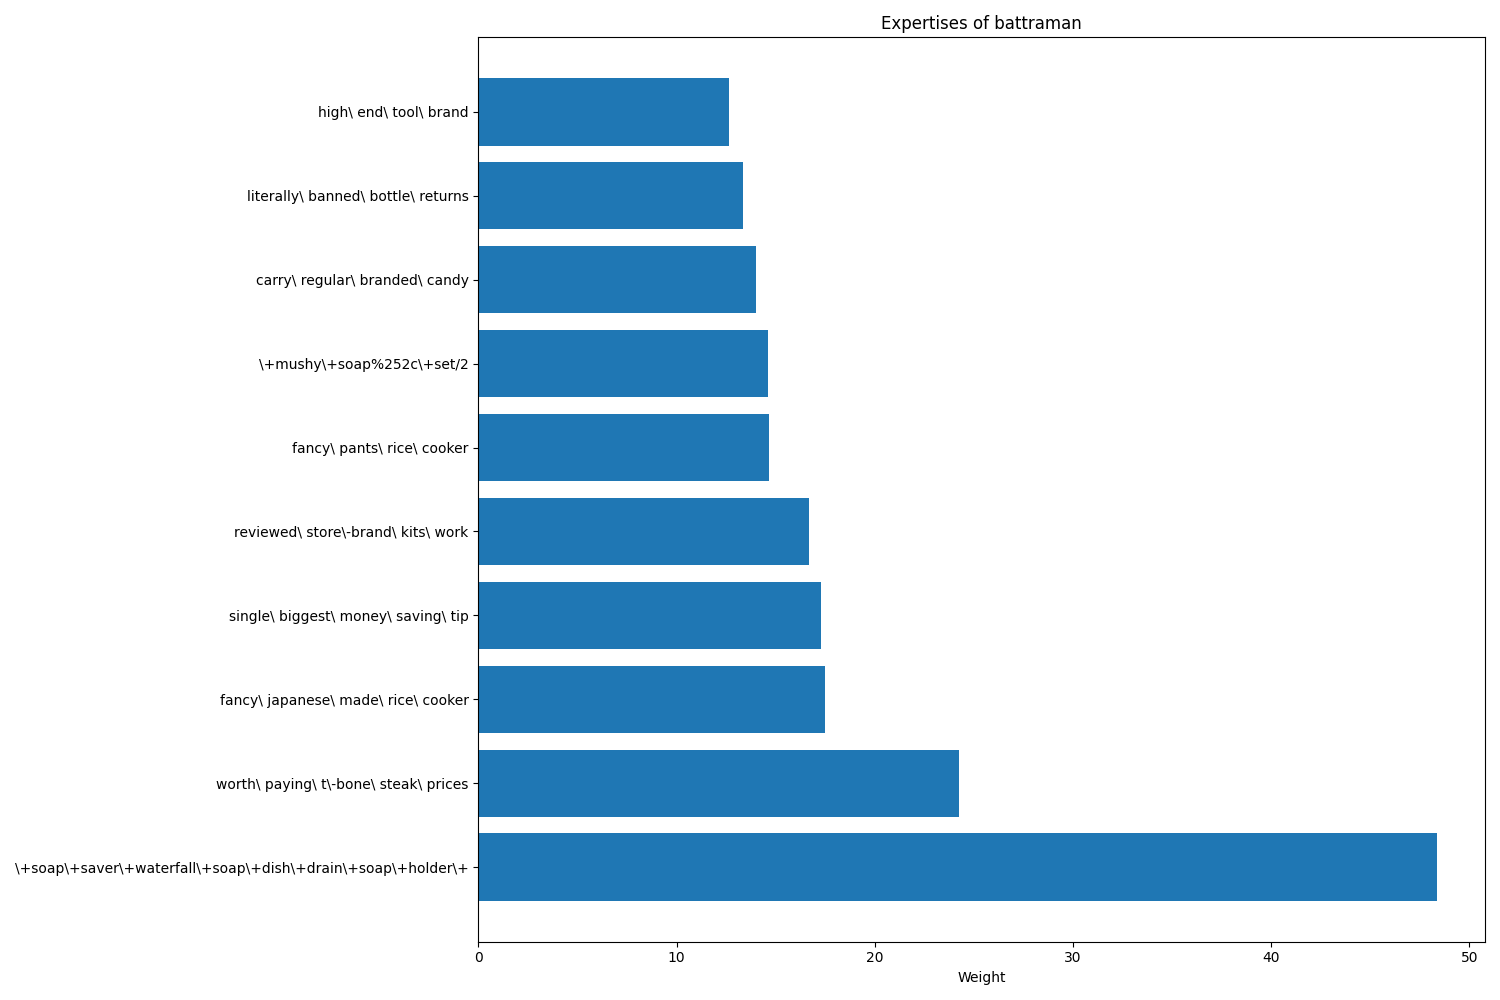 Expertises of battraman
high\ end\ tool\ brand
literally\ banned\ bottle\ returns
carry\ regular\ branded\ candy
\+mushy\+soap%252c\+set/2
fancy\ pants\ rice\ cooker
reviewed\ store\-brand\ kits\ work
single\ biggest\ money\ saving\ tip
fancy\ japanese\ made\ rice\ cooker
worth\ paying\ t\-bone\ steak\ prices
\+soap\+saver\+waterfall\+soap\+dish\+drain\+soap\+holder\+
0 10 20 30 40 50
Weight